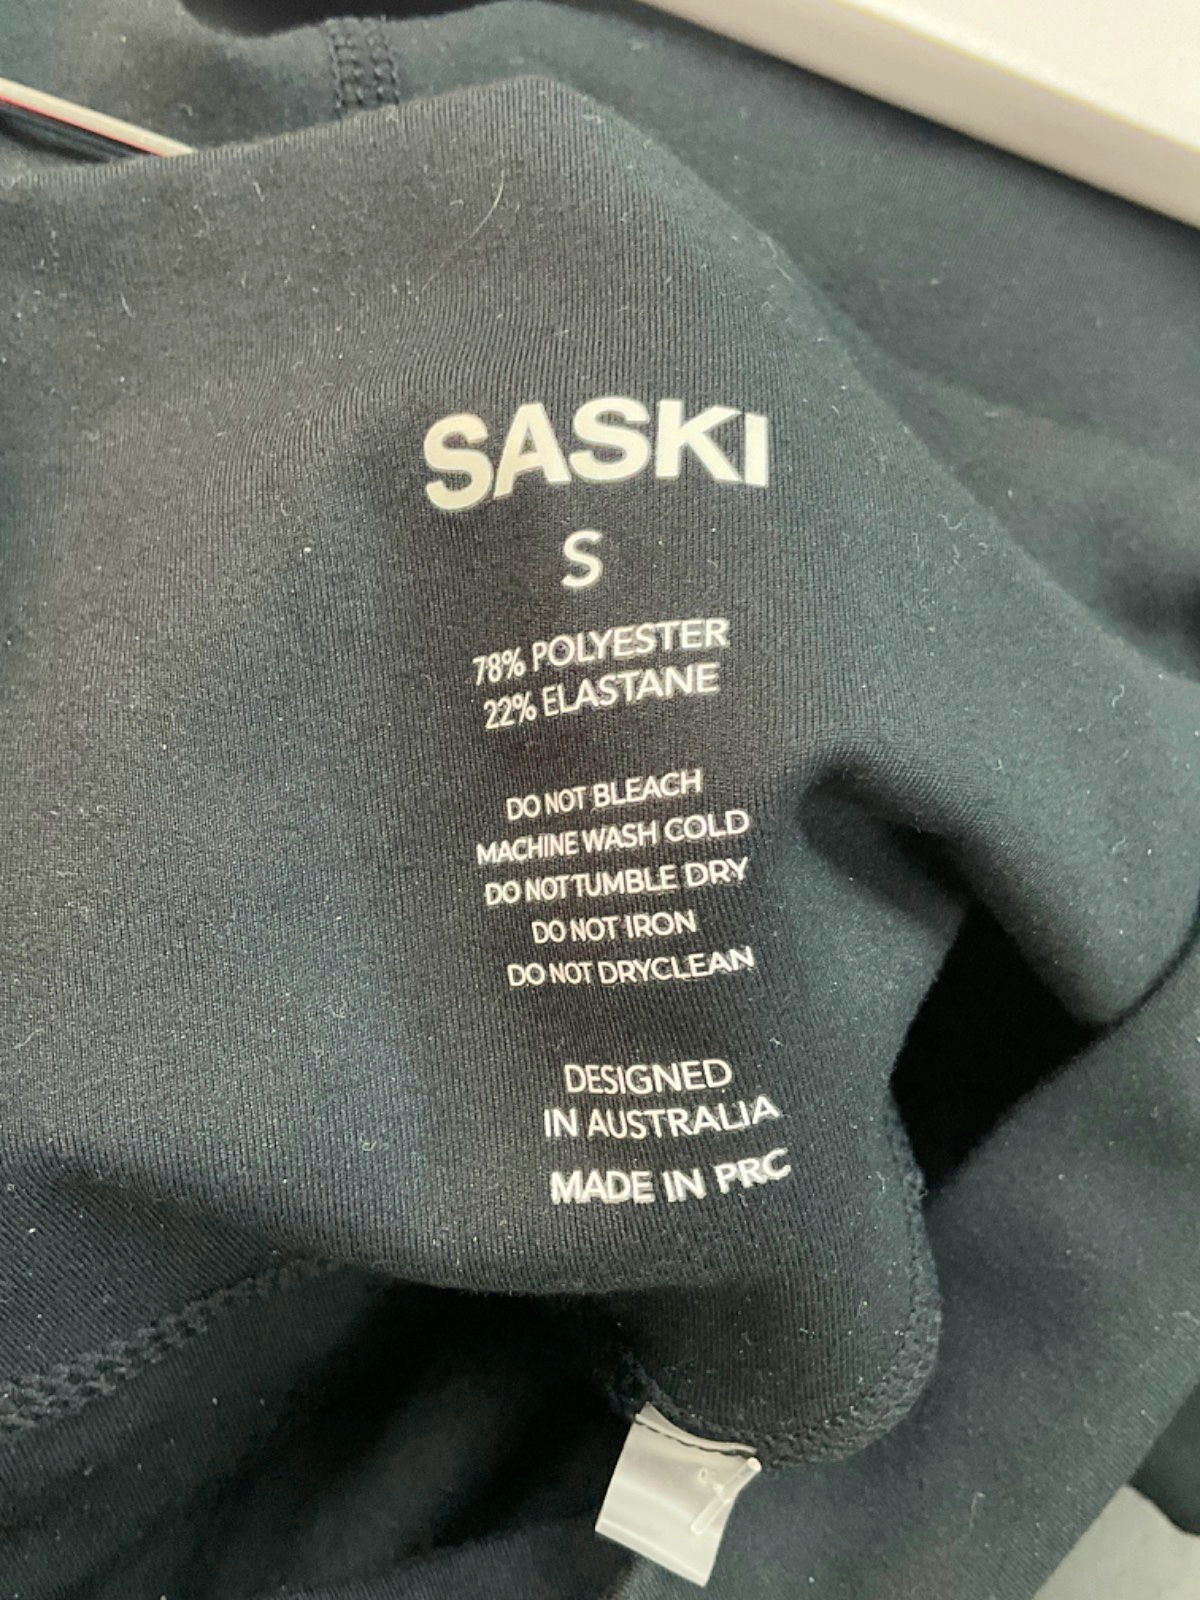 SASKI
S
78% POLYESTER
22% ELASTANE
DO NOT BLEACH
MACHINE WASH COLD
DO NOT TUMBLE DRY
DO NOT IRON
DO NOT DRYCLEAN
DESIGNED
IN AUSTRALIA
MADE IN PRC